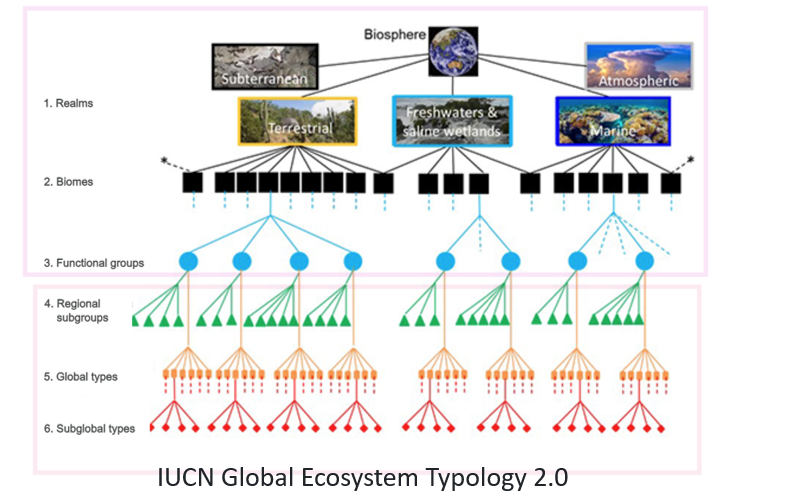 Biosphere
Subterranean
Atmospheric
1. Realms
Terrestrial
Freshwaters &
saline wetlands
Marine
*
*
2. Biomes
3. Functional groups
4. Regional
subgroups
5. Global types
6. Subglobal types
IUCN Global Ecosystem Typology 2.0